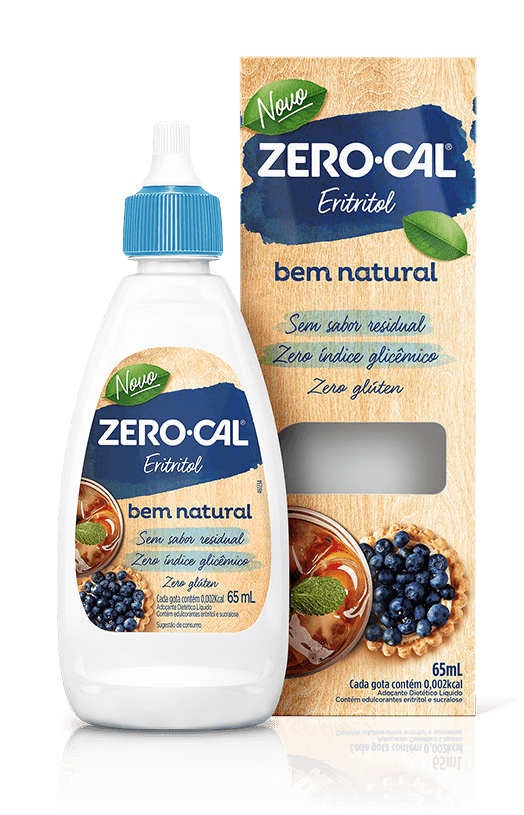 Novo
ZERO·CAL®
Eritritol
bem natural
Sem sabor residual
Zero índice glicêmico
Zero glúten
65mL
Cada gota contém 0,002kcal
Adoçante Dietético Líquido
Contém edulcorantes eritritol e sucralose
Novo
ZERO·CAL®
Eritritol
bem natural
Sem sabor residual
Zero índice glicêmico
Zero glúten
Cada gota contém 0,002Kcal 65 mL
Adoçante Dietético Líquido
Contém edulcorantes eritritol e sucralose
Sugestão de consumo